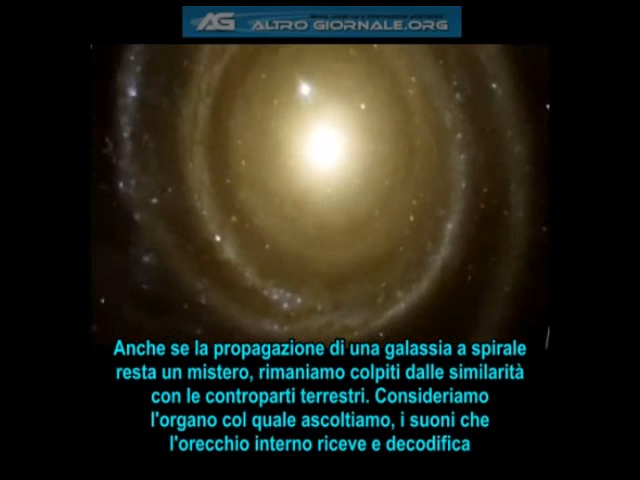 AG ALTRO GIORNALE.ORG
Anche se la propagazione di una galassia a spirale
resta un mistero, rimaniamo colpiti dalle similarità
con le controparti terrestri. Consideriamo
l'organo col quale ascoltiamo, i suoni che
l'orecchio interno riceve e decodifica